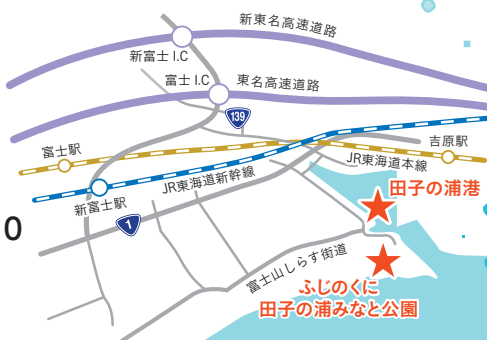 新東名高速道路
新富士I.C
富士I.C
東名高速道路
139
富士駅
吉原駅
JR東海道本線
JR東海道新幹線
田子の浦港
新富士駅
0
1
富士山しらす街道
ふじのくに
田子の浦みなと公園